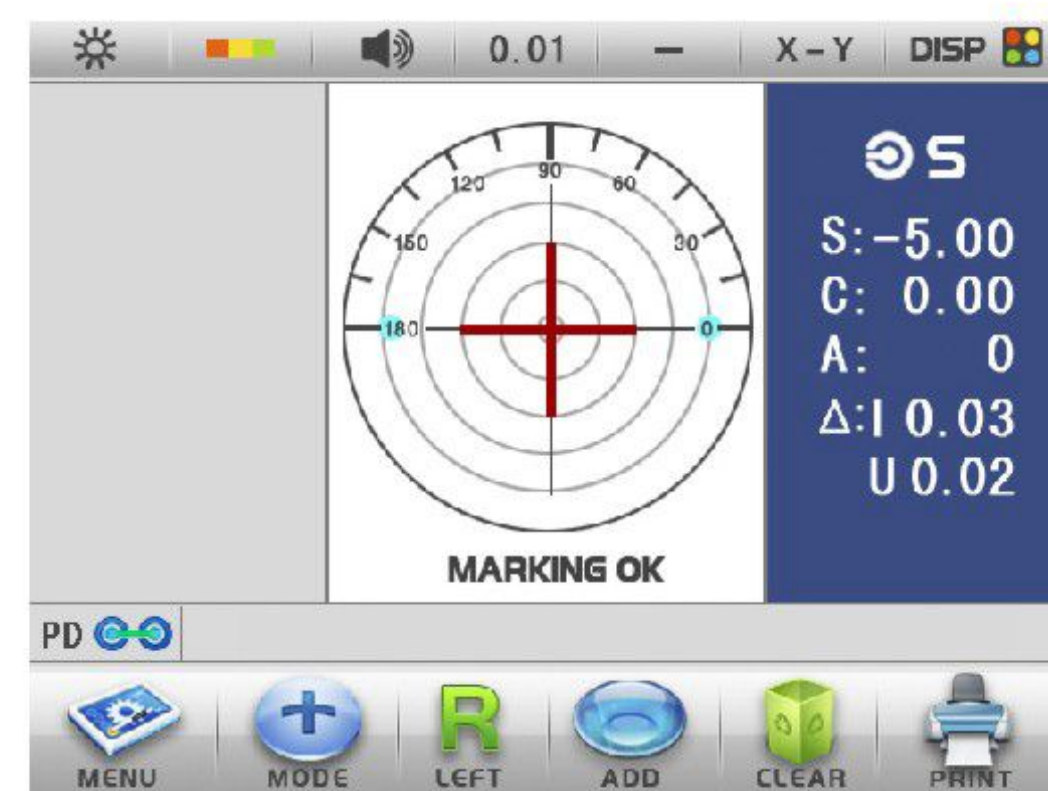 0.01 — X-Y DISP
S
S:-5.00
C: 0.00
A: 0
Δ:I 0.03
U 0.02
90
120 60
150 30
180 0
MARKING OK
PD
R
MENU MODE LEFT ADD CLEAR PRINT